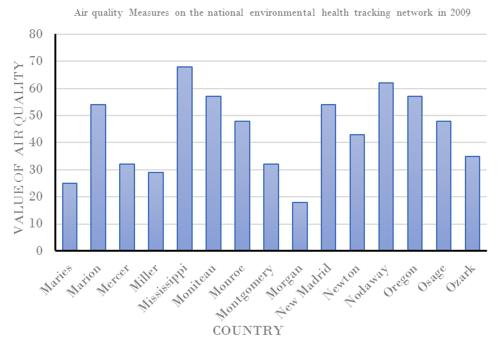 Air quality Measures on the national environmental health tracking network in 2009
80
70
60
50
40
30
20
10
0
VALUE OF AIR QUALITY
Maries
Marion
Mercer
Miller
Mississippi
Moniteau
Monroe
Montgomery
Morgan
New Madrid
Newton
Nodaway
Oregon
Osage
Ozark
COUNTRY